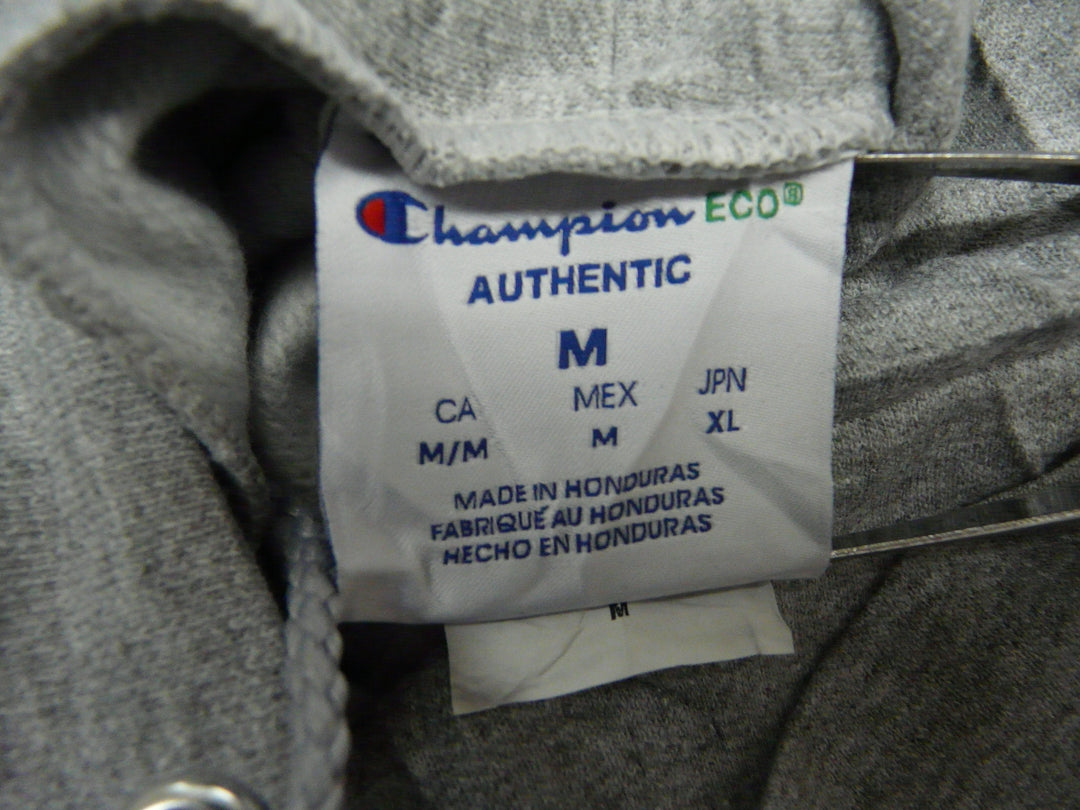 Champion ECO®
AUTHENTIC
M
CA MEX JPN
M/M M XL
MADE IN HONDURAS
FABRIQUÉ AU HONDURAS
HECHO EN HONDURAS
M